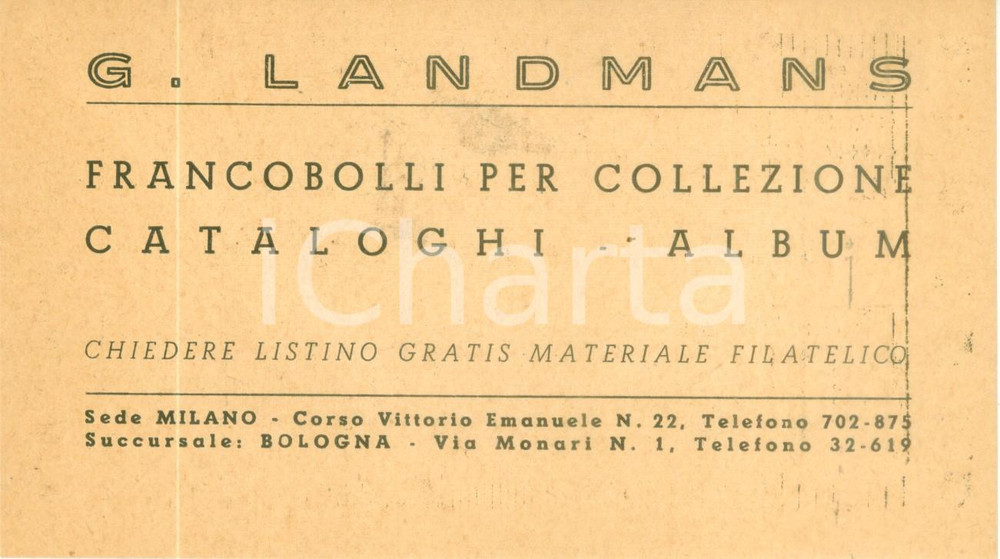 G. LANDMANS
FRANCOBOLLI PER COLLEZIONE
CATALOGHI - ALBUM
iCharta
CHIEDERE LISTINO GRATIS MATERIALE FILATELICO
Sede MILANO - Corso Vittorio Emanuele N. 22, Telefono 702-875
Succursale: BOLOGNA - Via Monari N. 1, Telefono 32-619